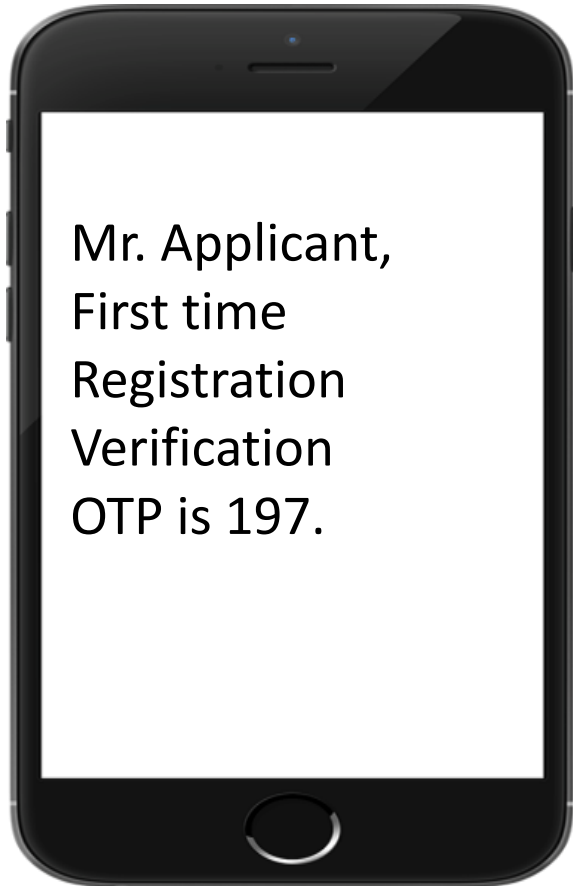 Mr. Applicant,
First time
Registration
Verification
OTP is 197.